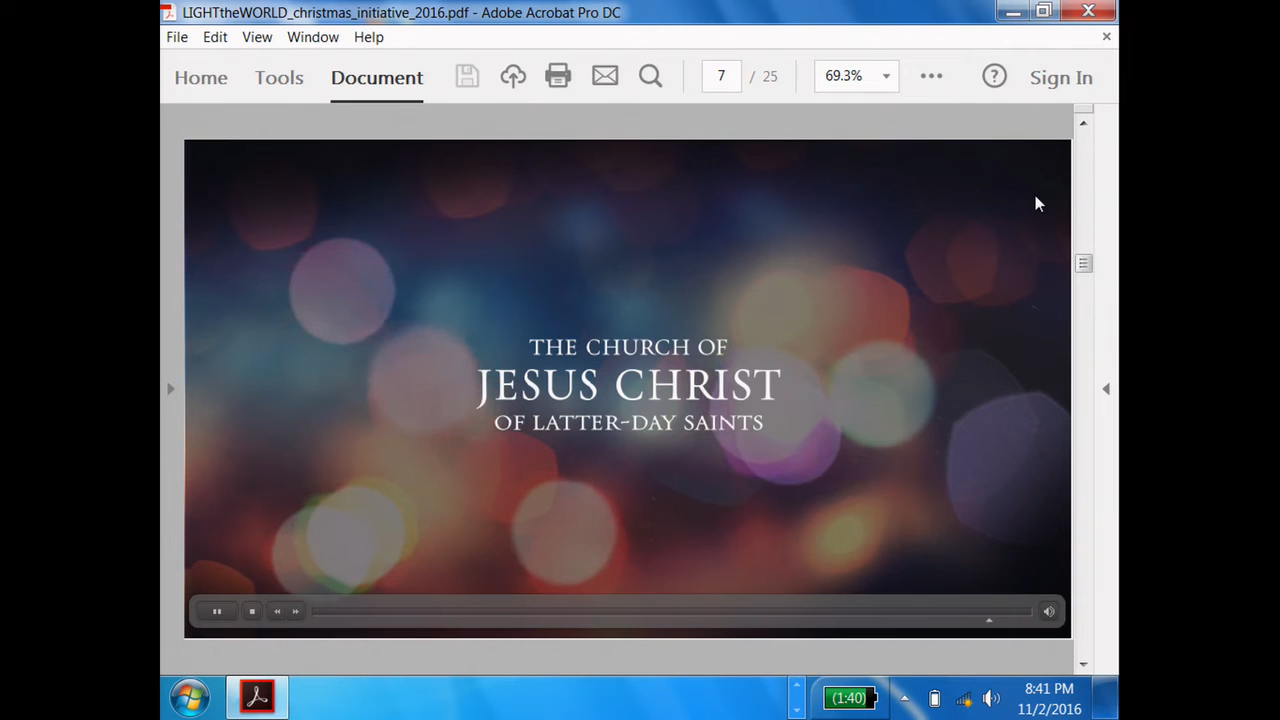 LIGHTtheWORLD_christmas_initiative_2016.pdf - Adobe Acrobat Pro DC
File Edit View Window Help
Home Tools Document 7 / 25 69.3% Sign In
THE CHURCH OF
JESUS CHRIST
OF LATTER-DAY SAINTS
(1:40) 8:41 PM
11/2/2016